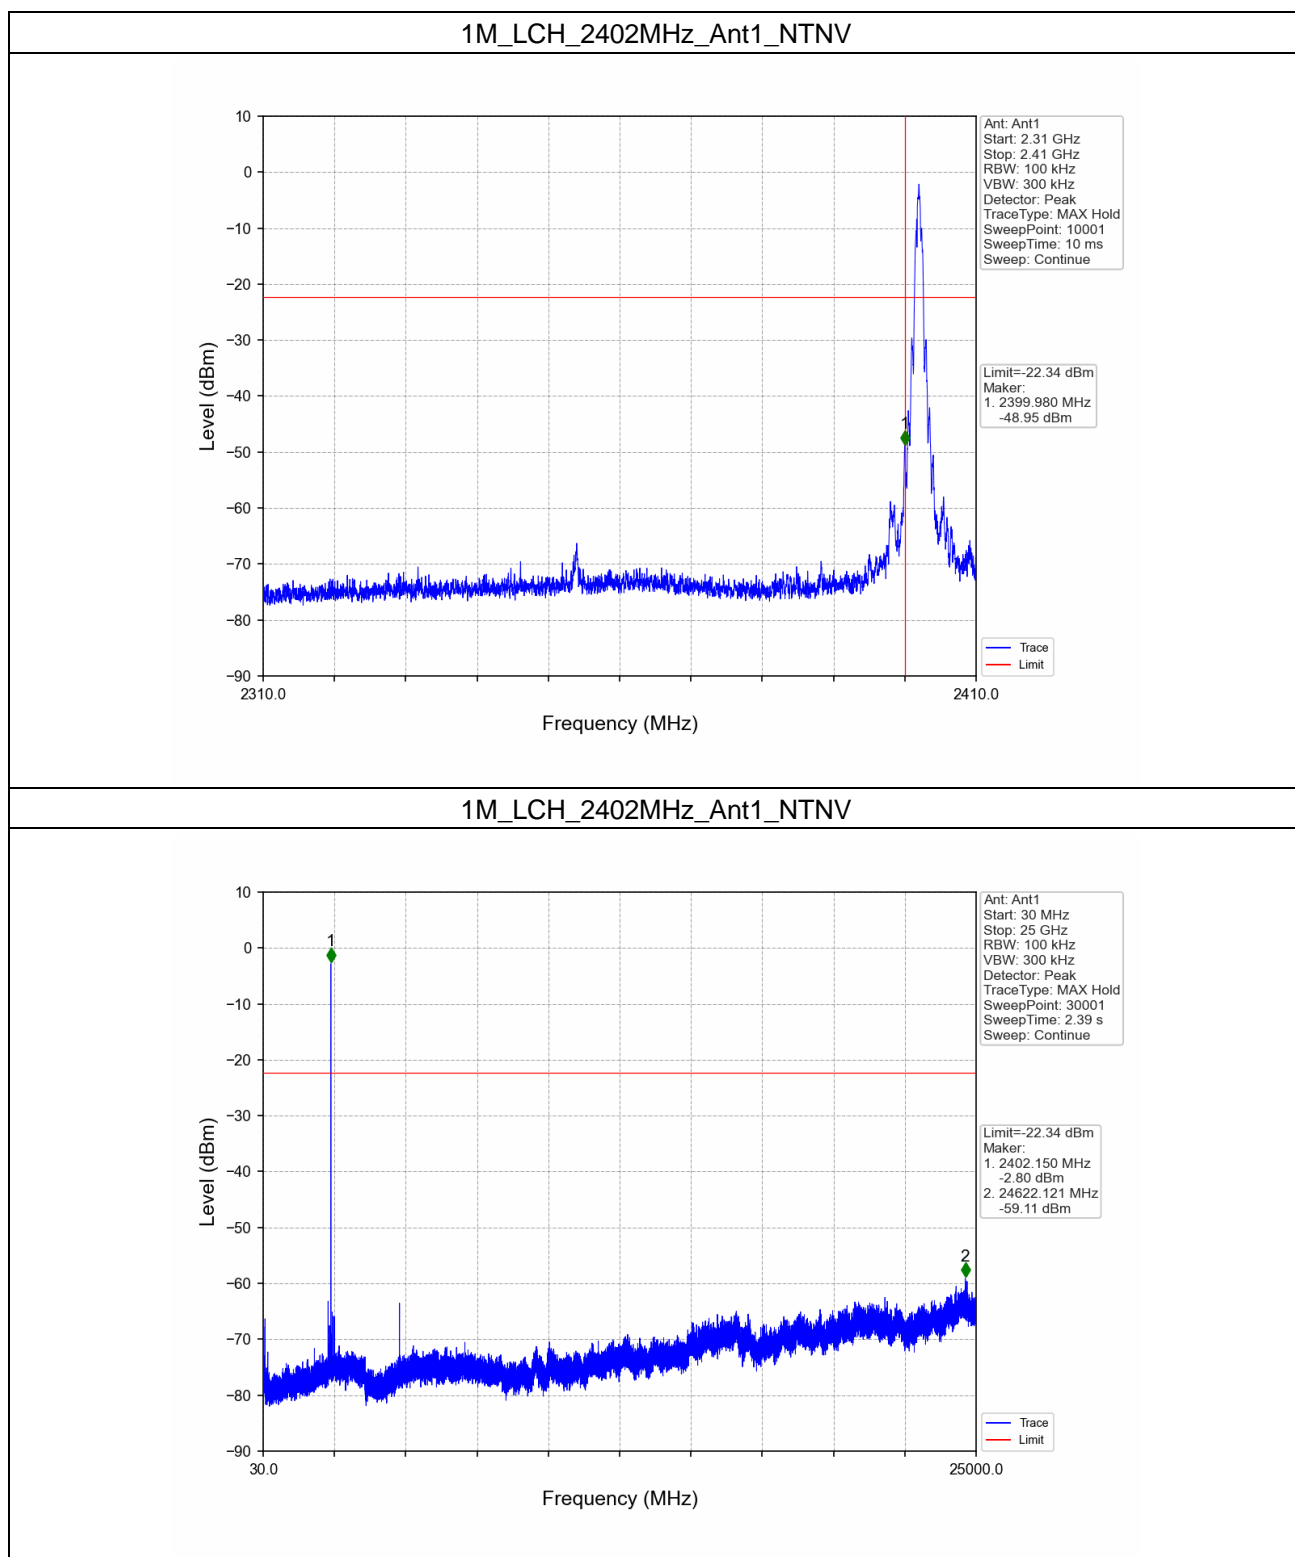 1M_LCH_2402MHz_Ant1_NTNV
10
0
−10
−20
−30
−40
−50
−60
−70
−80
−90
Level (dBm)
1
2310.0
2410.0
Frequency (MHz)
Ant: Ant1
Start: 2.31 GHz
Stop: 2.41 GHz
RBW: 100 kHz
VBW: 300 kHz
Detector: Peak
TraceType: MAX Hold
SweepPoint: 10001
SweepTime: 10 ms
Sweep: Continue
Limit=-22.34 dBm
Maker:
1. 2399.980 MHz
-48.95 dBm
Trace
Limit
1M_LCH_2402MHz_Ant1_NTNV
10
0
−10
−20
−30
−40
−50
−60
−70
−80
−90
Level (dBm)
1
2
30.0
25000.0
Frequency (MHz)
Ant: Ant1
Start: 30 MHz
Stop: 25 GHz
RBW: 100 kHz
VBW: 300 kHz
Detector: Peak
TraceType: MAX Hold
SweepPoint: 30001
SweepTime: 2.39 s
Sweep: Continue
Limit=-22.34 dBm
Maker:
1. 2402.150 MHz
-2.80 dBm
2. 24622.121 MHz
-59.11 dBm
Trace
Limit